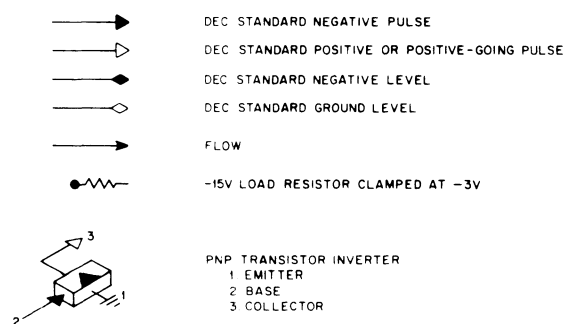 DEC STANDARD NEGATIVE PULSE
DEC STANDARD POSITIVE OR POSITIVE-GOING PULSE
DEC STANDARD NEGATIVE LEVEL
DEC STANDARD GROUND LEVEL
FLOW
-15V LOAD RESISTOR CLAMPED AT -3V
3
PNP TRANSISTOR INVERTER
1 EMITTER
1
2 BASE
3 COLLECTOR
2